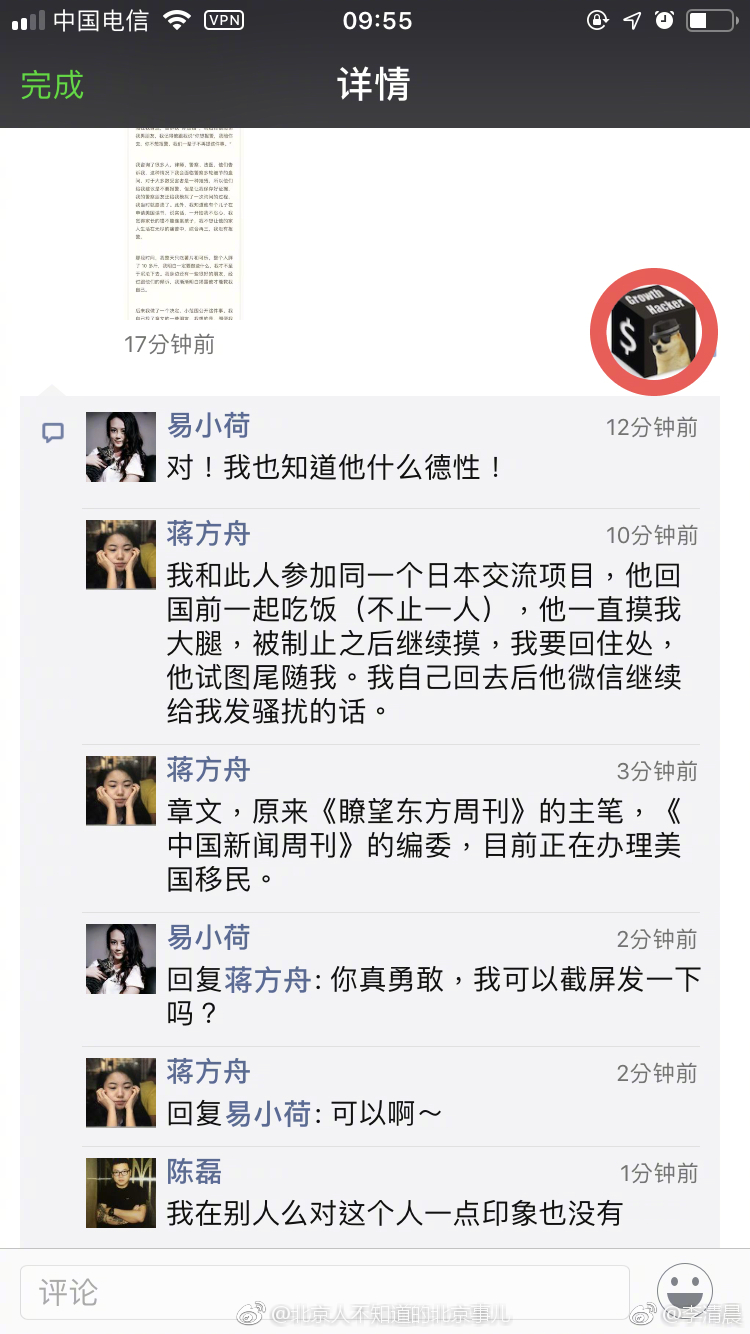 中国电信 VPN 09:55
完成 详情
17分钟前
Growth
Hacker
$
易小荷 12分钟前
对！我也知道他什么德性！
蒋方舟 10分钟前
我和此人参加同一个日本交流项目，他回
国前一起吃饭（不止一人），他一直摸我
大腿，被制止之后继续摸，我要回住处，
他试图尾随我。我自己回去后他微信继续
给我发骚扰的话。
蒋方舟 3分钟前
章文，原来《瞭望东方周刊》的主笔，《
中国新闻周刊》的编委，目前正在办理美
国移民。
易小荷 2分钟前
回复蒋方舟: 你真勇敢，我可以截屏发一下
吗？
蒋方舟 2分钟前
回复易小荷: 可以啊～
陈磊 1分钟前
我在别人么对这个人一点印象也没有
评论
@北京人不知道的北京事儿 @李清晨